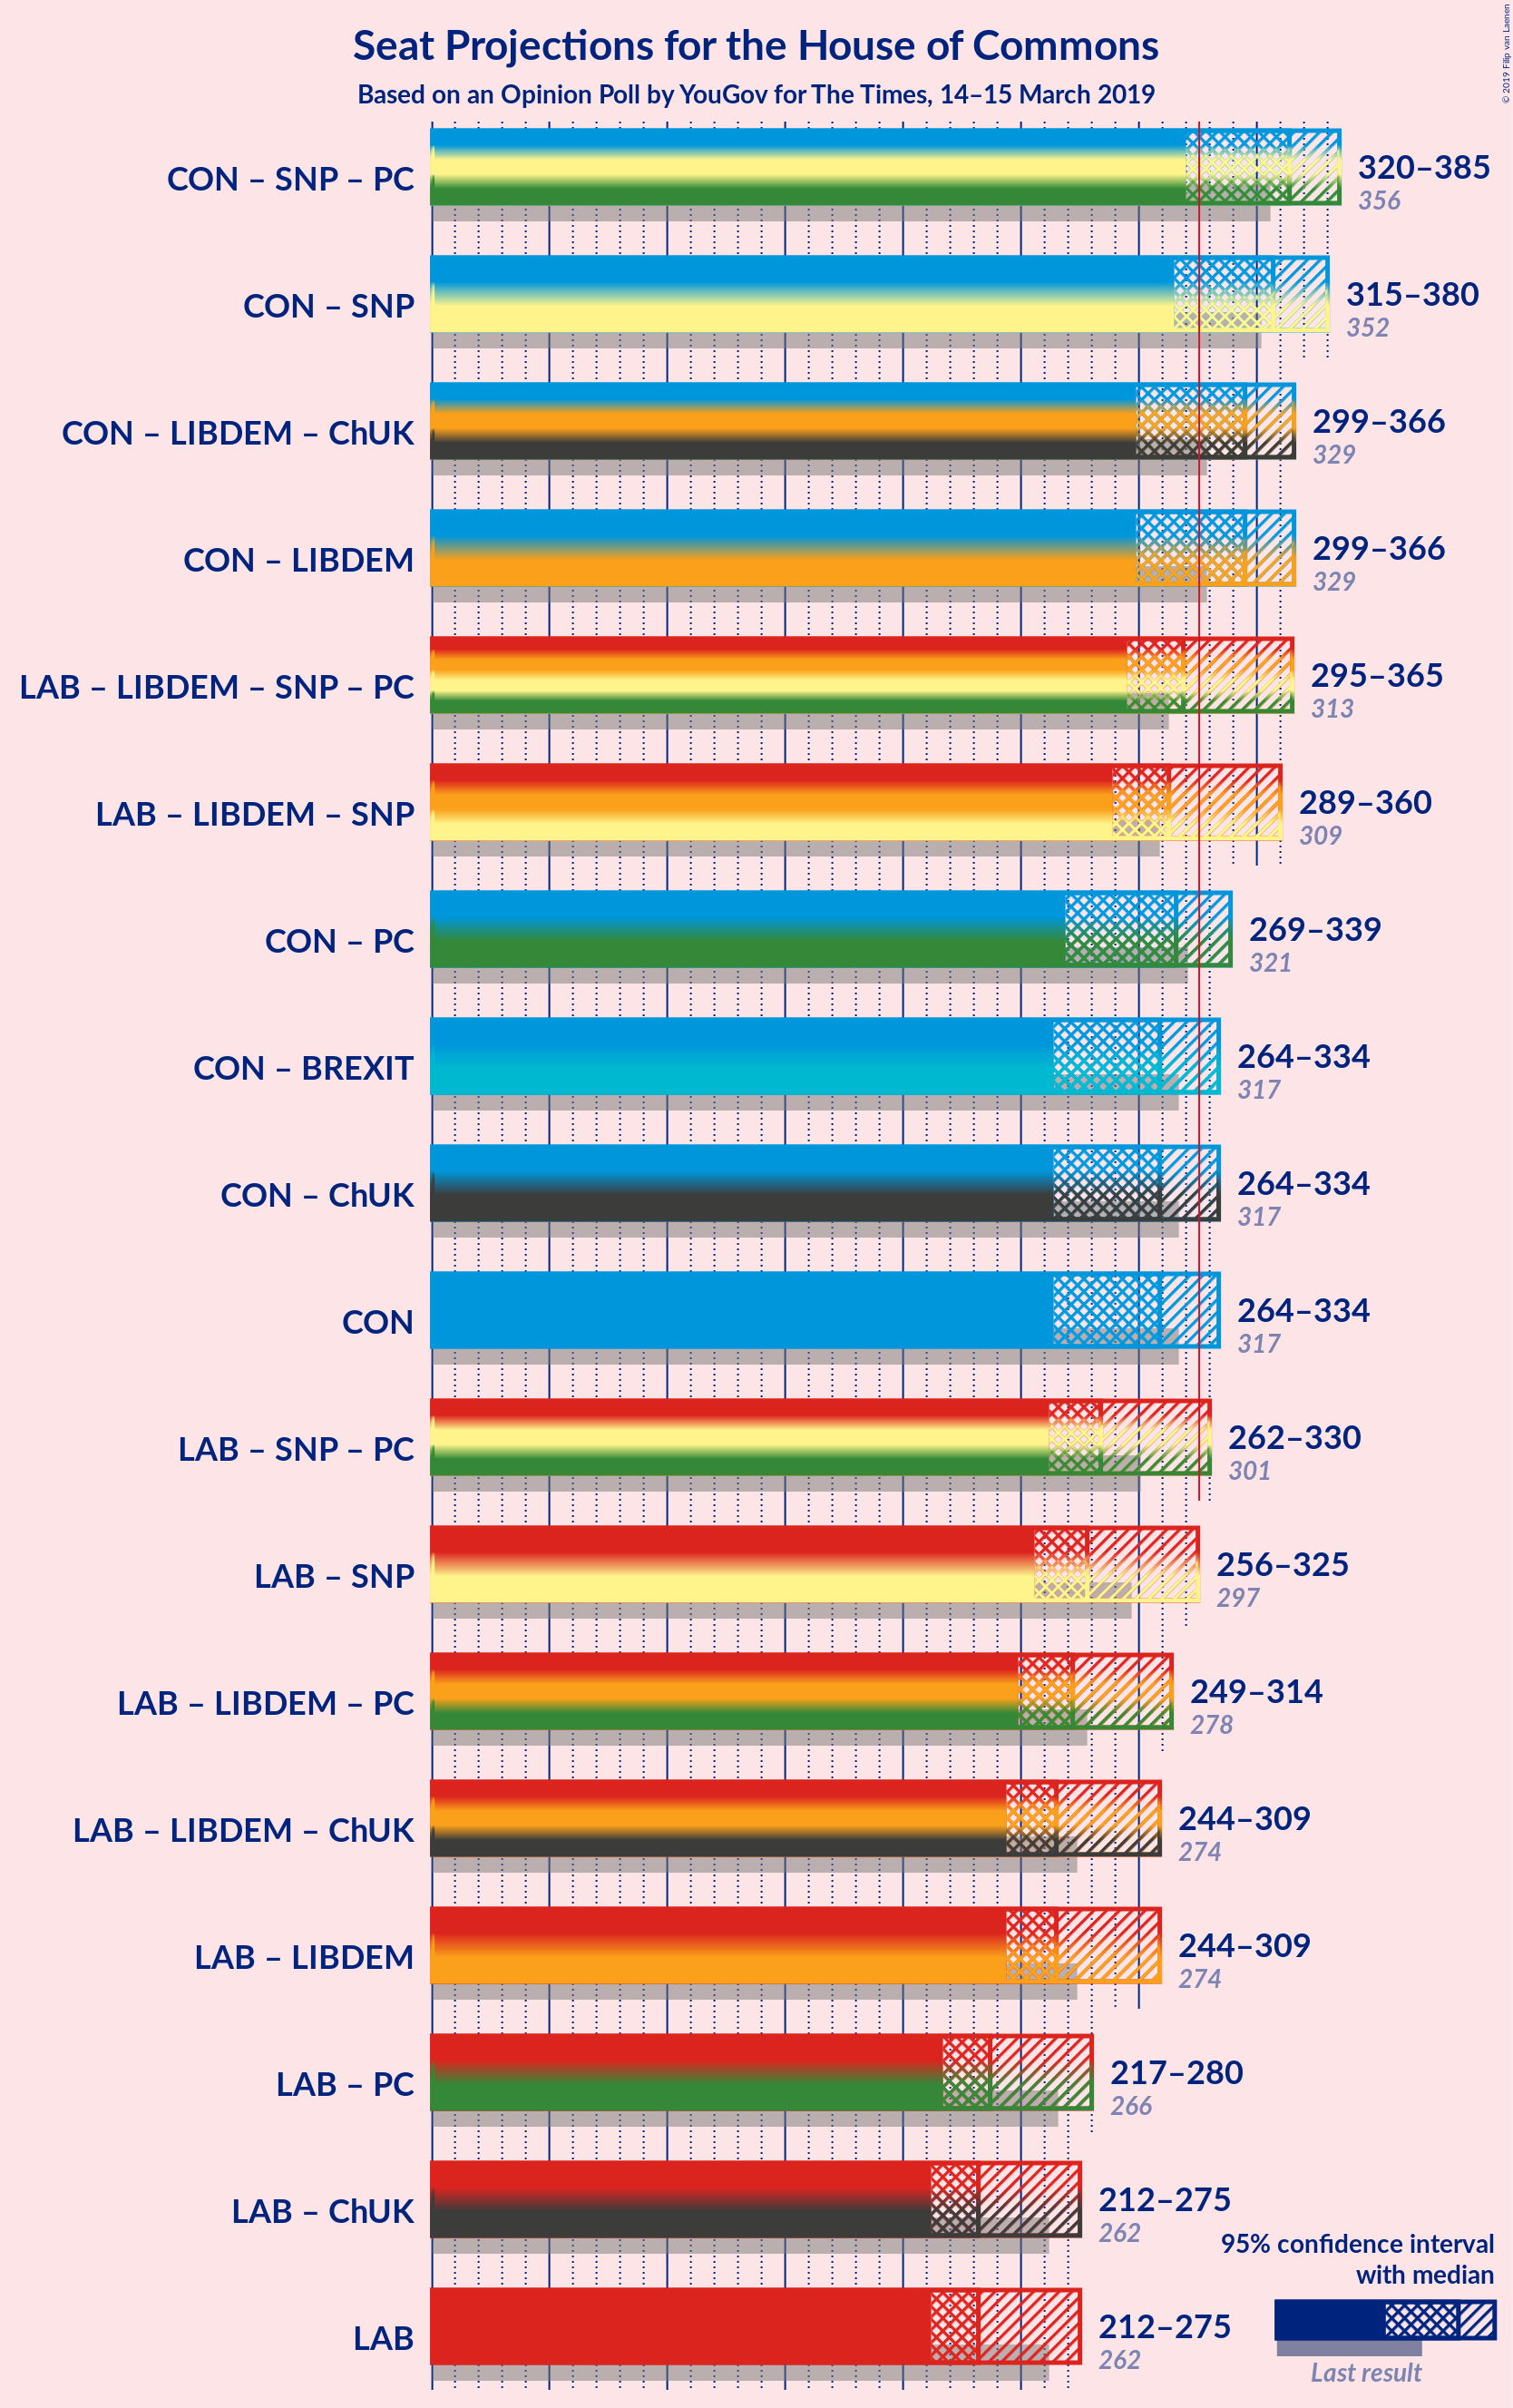 Seat Projections for the House of Commons
Based on an Opinion Poll by YouGov for The Times, 14–15 March 2019
© 2019 Filip van Laenen
CON – SNP – PC
320–385
356
CON – SNP
315–380
352
CON – LIBDEM – ChUK
299–366
329
CON – LIBDEM
299–366
329
LAB – LIBDEM – SNP – PC
295–365
313
LAB – LIBDEM – SNP
289–360
309
CON – PC
269–339
321
CON – BREXIT
264–334
317
CON – ChUK
264–334
317
CON
264–334
317
LAB – SNP – PC
262–330
301
LAB – SNP
256–325
297
LAB – LIBDEM – PC
249–314
278
LAB – LIBDEM – ChUK
244–309
274
LAB – LIBDEM
244–309
274
LAB – PC
217–280
266
LAB – ChUK
212–275
262
LAB
212–275
262
95% confidence interval
with median
Last result